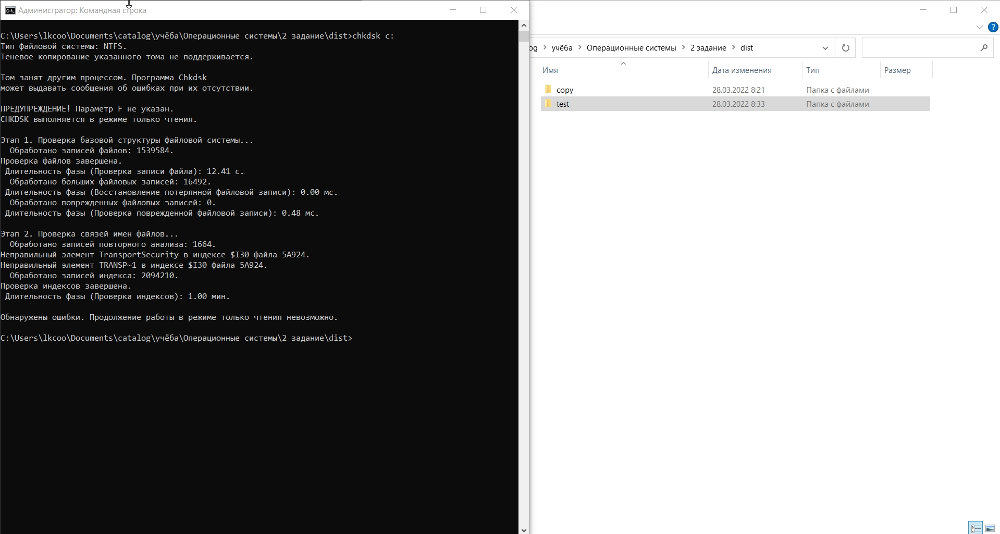 Администратор: Командная строка
C:\Users\lkcoo\Documents\catalog\учёба\Операционные системы\2 задание\dist>chkdsk c:
Тип файловой системы: NTFS.
Теневое копирование указанного тома не поддерживается.
Том занят другим процессом. Программа Chkdsk
может выдавать сообщения об ошибках при их отсутствии.
ПРЕДУПРЕЖДЕНИЕ! Параметр F не указан.
CHKDSK выполняется в режиме только чтения.
Этап 1. Проверка базовой структуры файловой системы...
Обработано записей файлов: 1539584.
Проверка файлов завершена.
Длительность фазы (Проверка записи файла): 12.41 с.
Обработано больших файловых записей: 16492.
Длительность фазы (Восстановление потерянной файловой записи): 0.00 мс.
Обработано поврежденных файловых записей: 0.
Длительность фазы (Проверка поврежденной файловой записи): 0.48 мс.
Этап 2. Проверка связей имен файлов...
Обработано записей повторного анализа: 1664.
Неправильный элемент TransportSecurity в индексе $I30 файла 5A924.
Неправильный элемент TRANSP~1 в индексе $I30 файла 5A924.
Обработано записей индекса: 2094210.
Проверка индексов завершена.
Длительность фазы (Проверка индексов): 1.00 мин.
Обнаружены ошибки. Продолжение работы в режиме только чтения невозможно.
C:\Users\lkcoo\Documents\catalog\учёба\Операционные системы\2 задание\dist>
og > учёба > Операционные системы > 2 задание > dist
Имя Дата изменения Тип Размер
copy 28.03.2022 8:21 Папка с файлами
test 28.03.2022 8:33 Папка с файлами